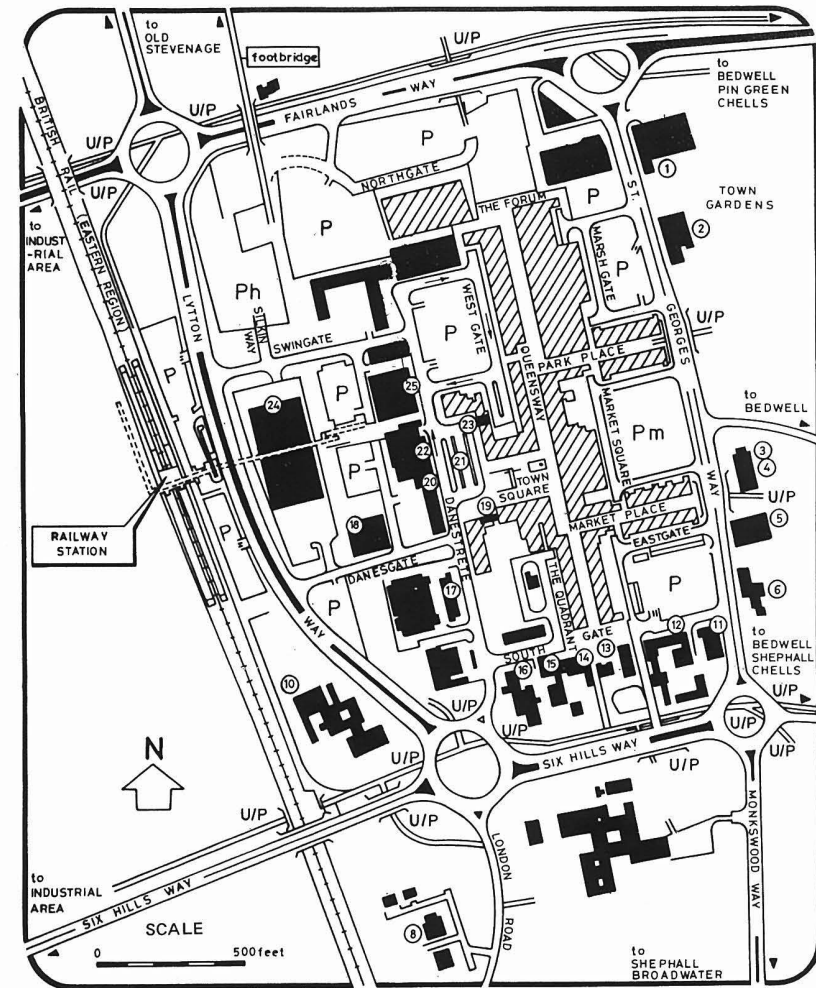 to
OLD
STEVENAGE
footbridge
U/P
to
BEDWELL
PIN GREEN
CHELLS
U/P
U/P
FAIRLANDS WAY
P
BRITISH RAIL EASTERN REGION
U/P
U/P
NORTHGATE
ST. GEORGES WAY
1
TOWN
GARDENS
to
INDUST
-RIAL
AREA
P
THE FORUM
P
MARSH GATE
2
P
LYTTON WAY
Ph
SILKIN
WAY
SWINGATE
WEST GATE
P
QUEENSWAY
PARK PLACE
U/P
P
P
24
25
23
MARKET SQUARE
Pm
to
BEDWELL
22
21
20
P
TOWN
SQUARE
3
4
U/P
RAILWAY
STATION
P
18
19
DANESTRETE
MARKET PLACE
EASTGATE
5
DANESGATE
P
17
THE QUADRANT
P
6
SOUTH GATE
16
15
14
13
12
11
to
BEDWELL
SHEPHALL
CHELLS
10
U/P
U/P
U/P
U/P
U/P
N
U/P
SIX HILLS WAY
U/P
U/P
U/P
MONKSWOOD WAY
to
INDUSTRIAL
AREA
SIX HILLS WAY
LONDON
ROAD
SCALE
0 500 feet
8
to
SHEPHALL
BROADWATER